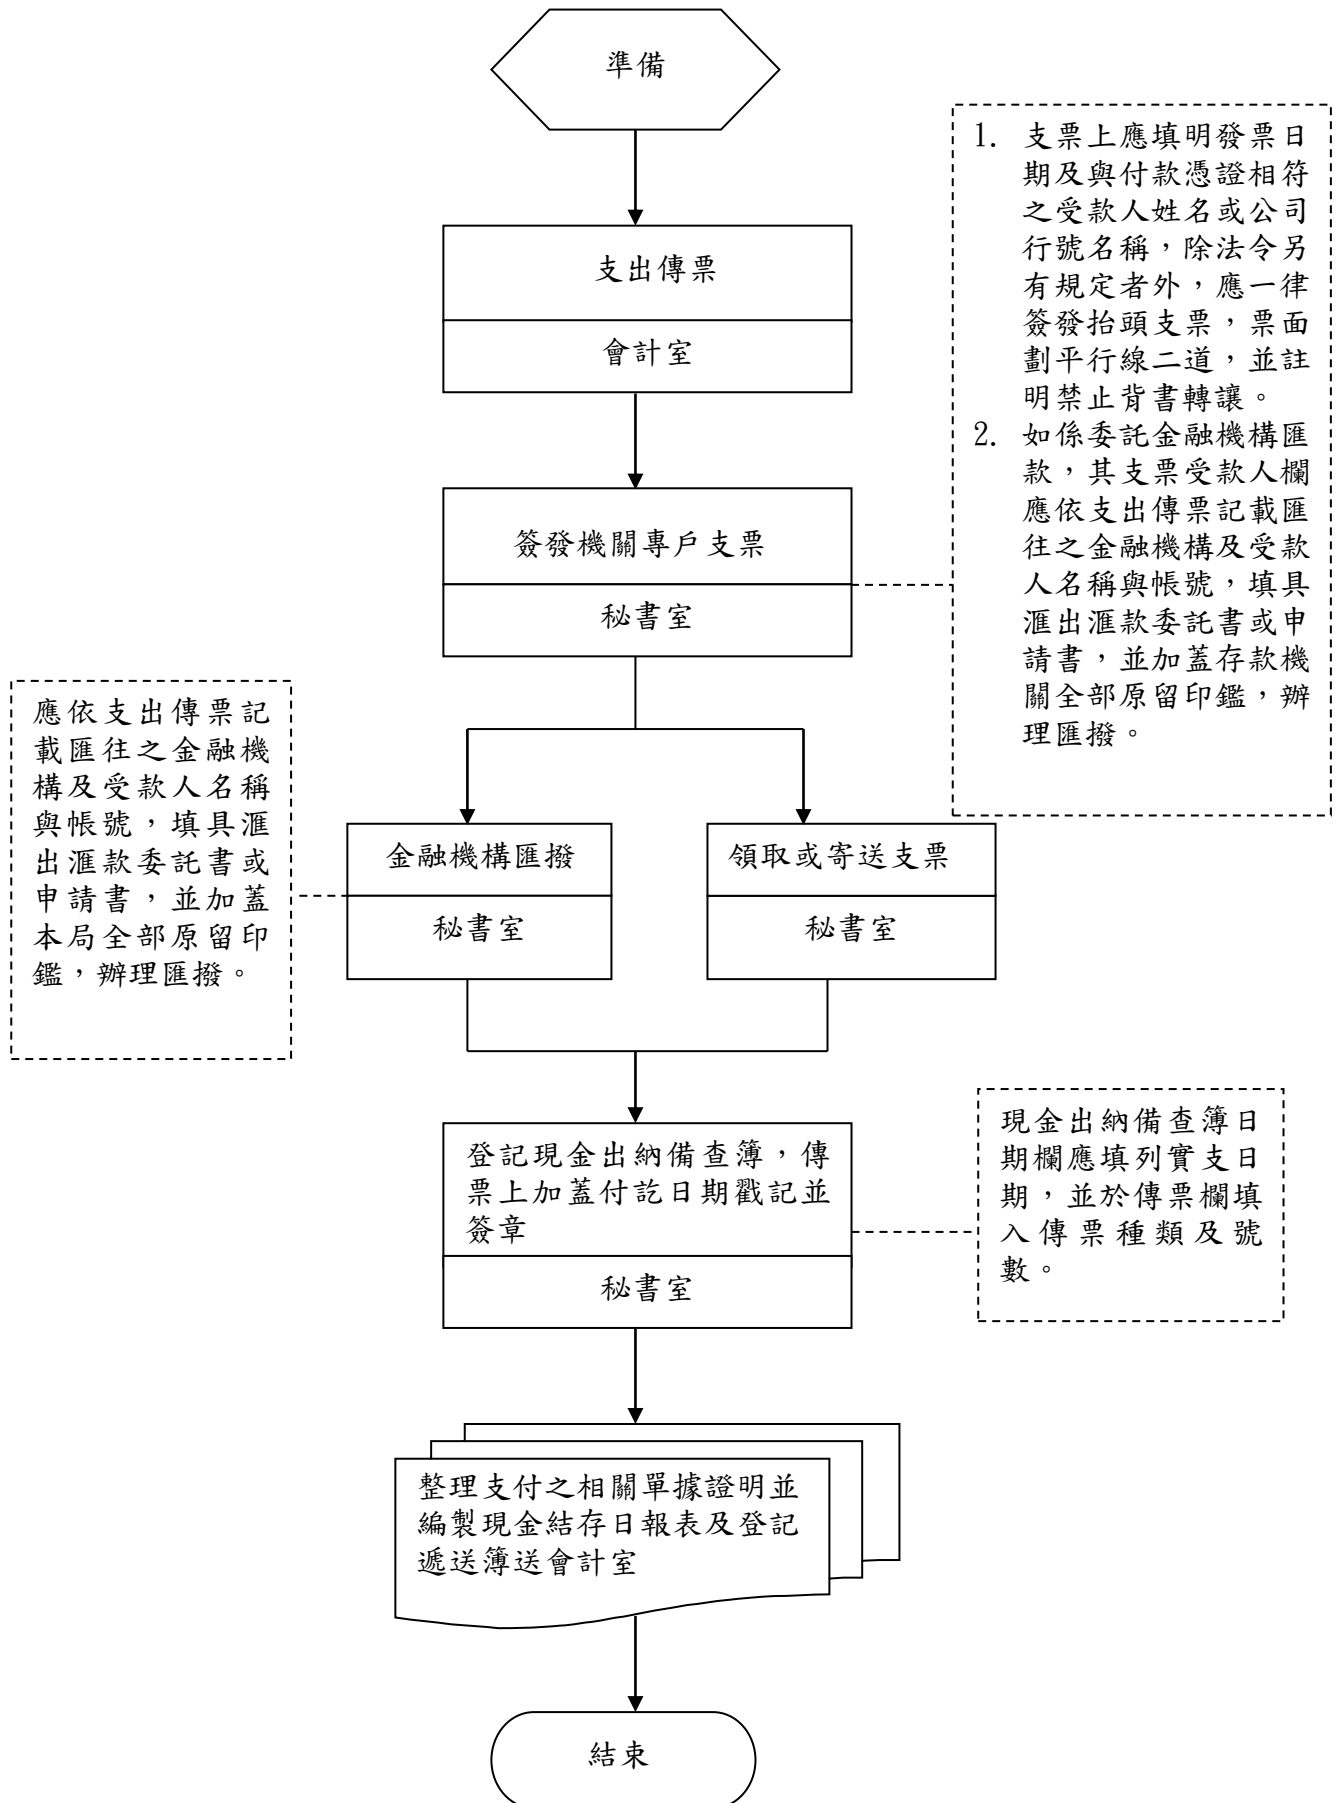 準備
1. 支票上應填明發票日
期及與付款憑證相符
之受款人姓名或公司
行號名稱，除法令另
有規定者外，應一律
簽發抬頭支票，票面
劃平行線二道，並註
明禁止背書轉讓。
2. 如係委託金融機構匯
款，其支票受款人欄
應依支出傳票記載匯
往之金融機構及受款
人名稱與帳號，填具
滙出滙款委託書或申
請書，並加蓋存款機
關全部原留印鑑，辦
理匯撥。
支出傳票
會計室
簽發機關專戶支票
秘書室
應依支出傳票記
載匯往之金融機
構及受款人名稱
與帳號，填具滙
出滙款委託書或
申請書，並加蓋
本局全部原留印
鑑，辦理匯撥。
金融機構匯撥
秘書室
領取或寄送支票
秘書室
登記現金出納備查簿，傳
票上加蓋付訖日期戳記並
簽章
秘書室
現金出納備查簿日
期欄應填列實支日
期，並於傳票欄填
入傳票種類及號
數。
整理支付之相關單據證明並
編製現金結存日報表及登記
遞送簿送會計室
結束